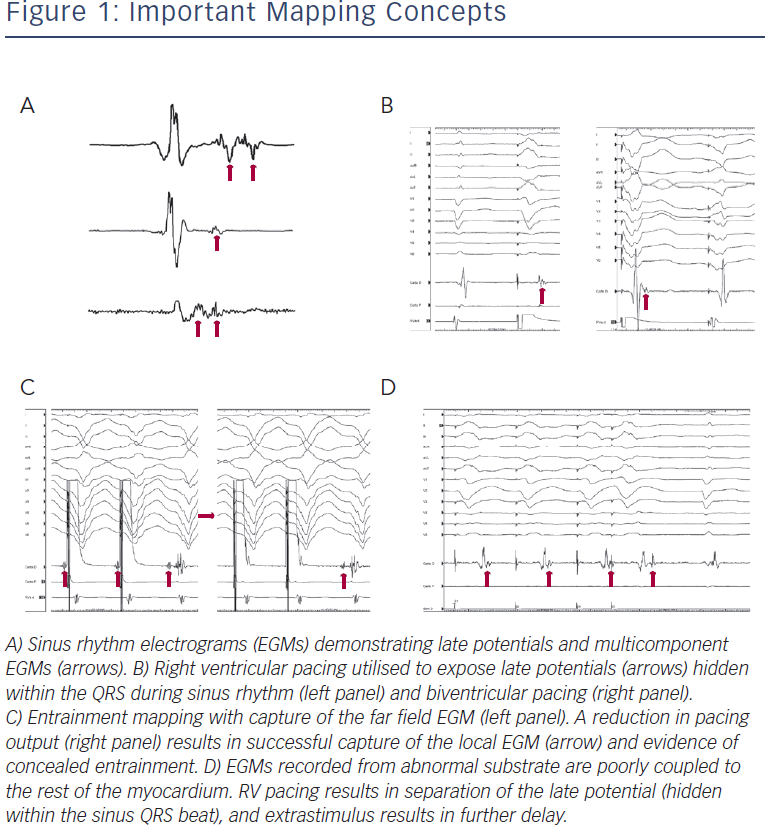 Figure 1: Important Mapping Concepts
A
B
C
D
A) Sinus rhythm electrograms (EGMs) demonstrating late potentials and multicomponent
EGMs (arrows). B) Right ventricular pacing utilised to expose late potentials (arrows) hidden
within the QRS during sinus rhythm (left panel) and biventricular pacing (right panel).
C) Entrainment mapping with capture of the far field EGM (left panel). A reduction in pacing
output (right panel) results in successful capture of the local EGM (arrow) and evidence of
concealed entrainment. D) EGMs recorded from abnormal substrate are poorly coupled to
the rest of the myocardium. RV pacing results in separation of the late potential (hidden
within the sinus QRS beat), and extrastimulus results in further delay.